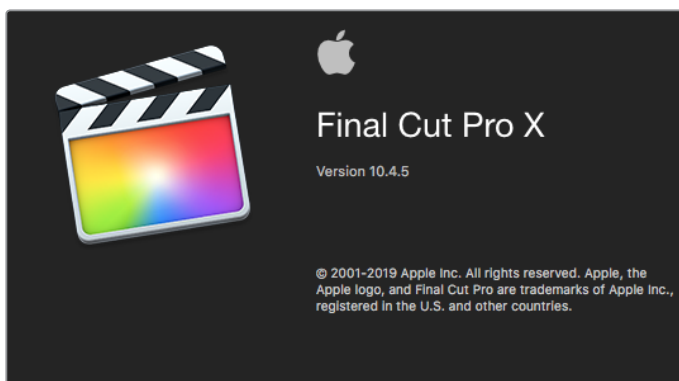 Final Cut Pro X
Version 10.4.5
© 2001-2019 Apple Inc. All rights reserved. Apple, the
Apple logo, and Final Cut Pro are trademarks of Apple Inc.,
registered in the U.S. and other countries.